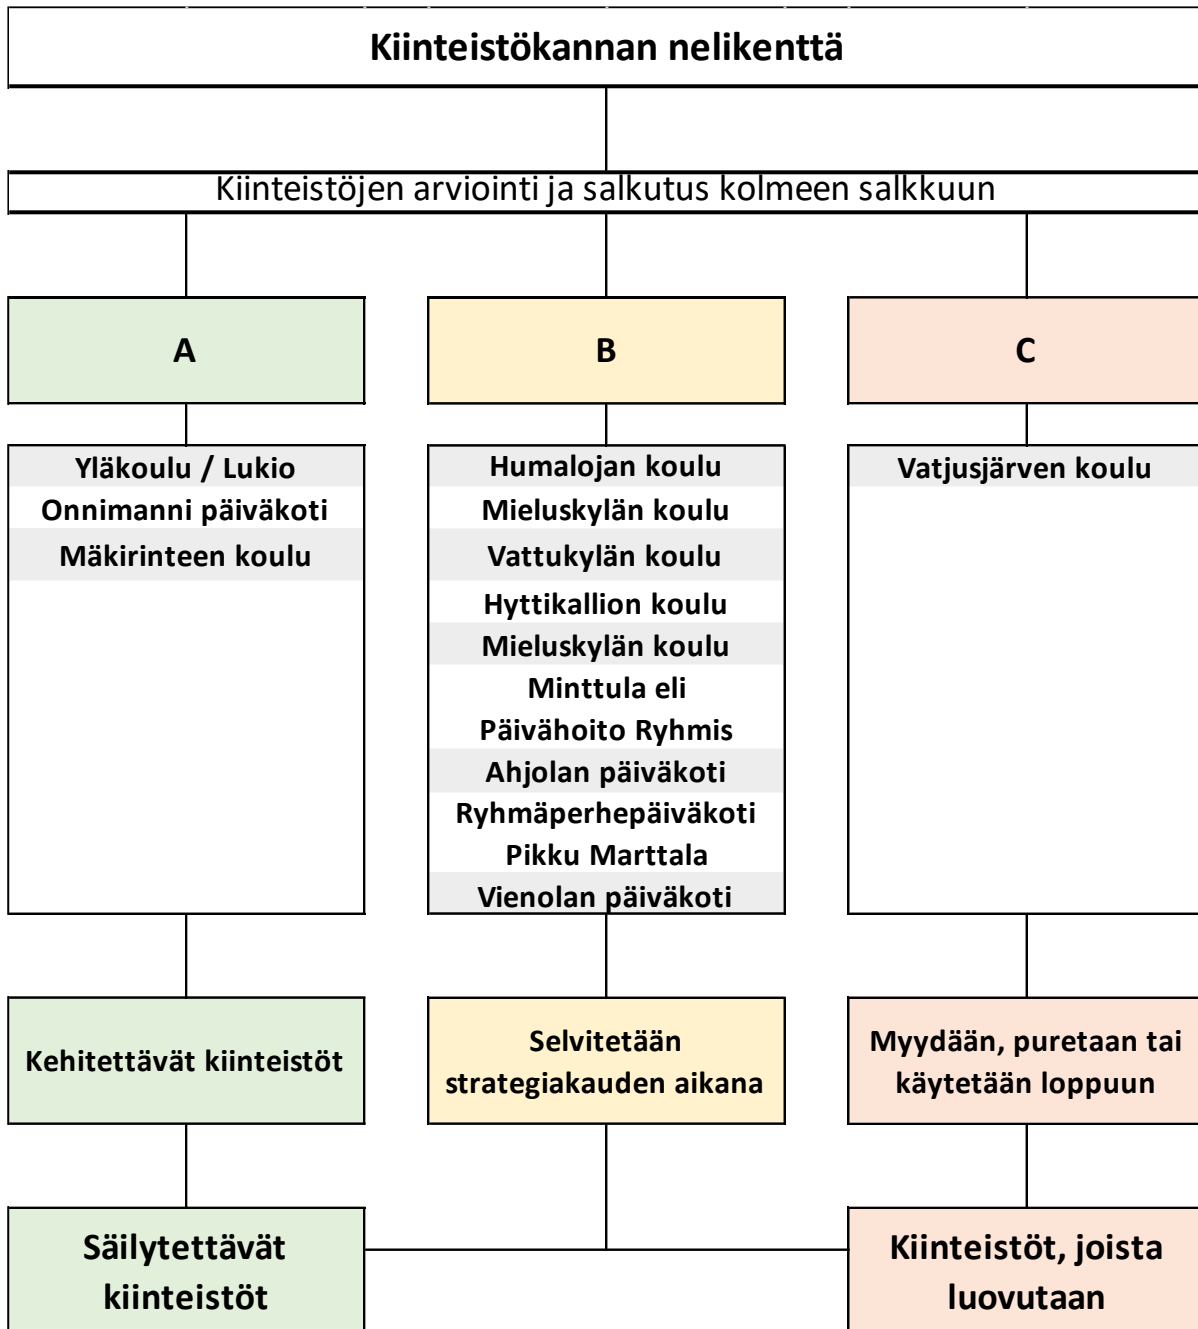 Kiinteistökannan nelikenttä
Kiinteistöjen arviointi ja salkutus kolmeen salkkuun
A
B
C
Yläkoulu / Lukio
Onnimanni päiväkoti
Mäkirinteen koulu
Humalojan koulu
Mieluskylän koulu
Vattukylän koulu
Hyttikallion koulu
Mieluskylän koulu
Minttula eli
Päivähoito Ryhmis
Ahjolan päiväkoti
Ryhmäperhepäiväkoti
Pikku Marttala
Vienolan päiväkoti
Vatjusjärven koulu
Kehitettävät kiinteistöt
Selvitetään
strategiakauden aikana
Myydään, puretaan tai
käytetään loppuun
Säilytettävät
kiinteistöt
Kiinteistöt, joista
luovutaan